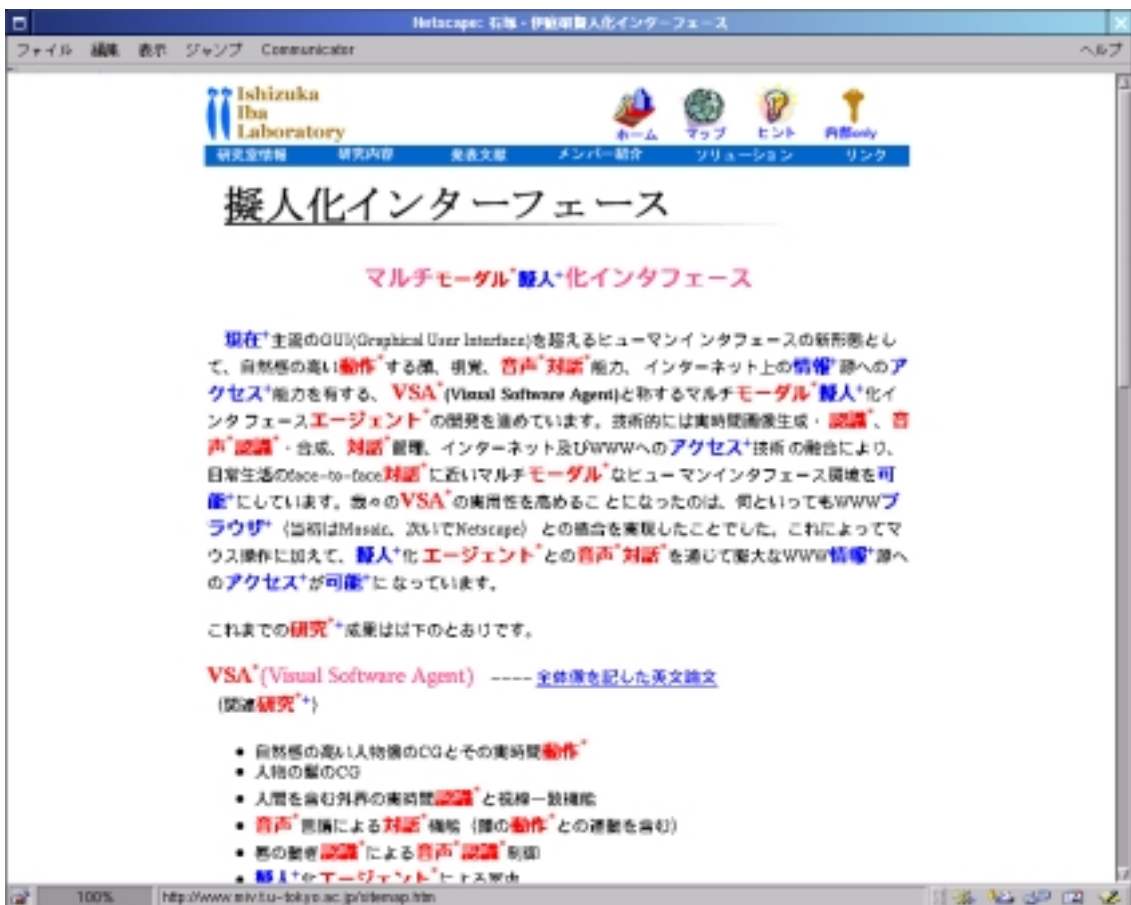 Netscape: 石塚・伊庭研擬人化インターフェース
ファイル 編集 表示 ジャンプ Communicator ヘルプ
Ishizuka
Iba
Laboratory
ホーム マップ ヒント 内部only
研究室情報 研究内容 発表文献 メンバー紹介 ソリューション リンク
擬人化インターフェース
マルチモーダル*擬人+化インタフェース
現在+主流のGUI(Graphical User Interface)を超えるヒューマンインタフェースの新形態とし
て、自然感の高い動作*する顔、視覚、音声*対話*能力、インターネット上の情報+源へのア
クセス+能力を有する、VSA*(Visual Software Agent)と称するマルチモーダル*擬人+化イ
ンタフェースエージェント*の開発を進めています。技術的には実時間画像生成・認識*、音
声*認識*・合成、対話*管理、インターネット及びWWWへのアクセス+技術の融合により、
日常生活のface-to-face対話*に近いマルチモーダル*なヒューマンインタフェース環境を可
能+にしています。我々のVSA*の実用性を高めることになったのは、何といってもWWWブ
ラウザ+(当初はMosaic、次いでNetscape)との結合を実現したことでした。これによってマ
ウス操作に加えて、擬人+化エージェント*との音声*対話*を通じて膨大なWWW情報+源へ
のアクセス+が可能+になっています。
これまでの研究*+成果は以下のとおりです。
VSA*(Visual Software Agent) ---- 全体像を記した英文論文
(関連研究*+)
• 自然感の高い人物像のCGとその実時間動作*
• 人物の髪のCG
• 人間を含む外界の実時間認識*と視線一致機能
• 音声*言語による対話*機能(顔の動作*との連動を含む)
• 唇の動き認識*による音声*認識*制御
• 擬人+化エージェント*による
100% http://www.miv.t.u-tokyo.ac.jp/sitemap.htm